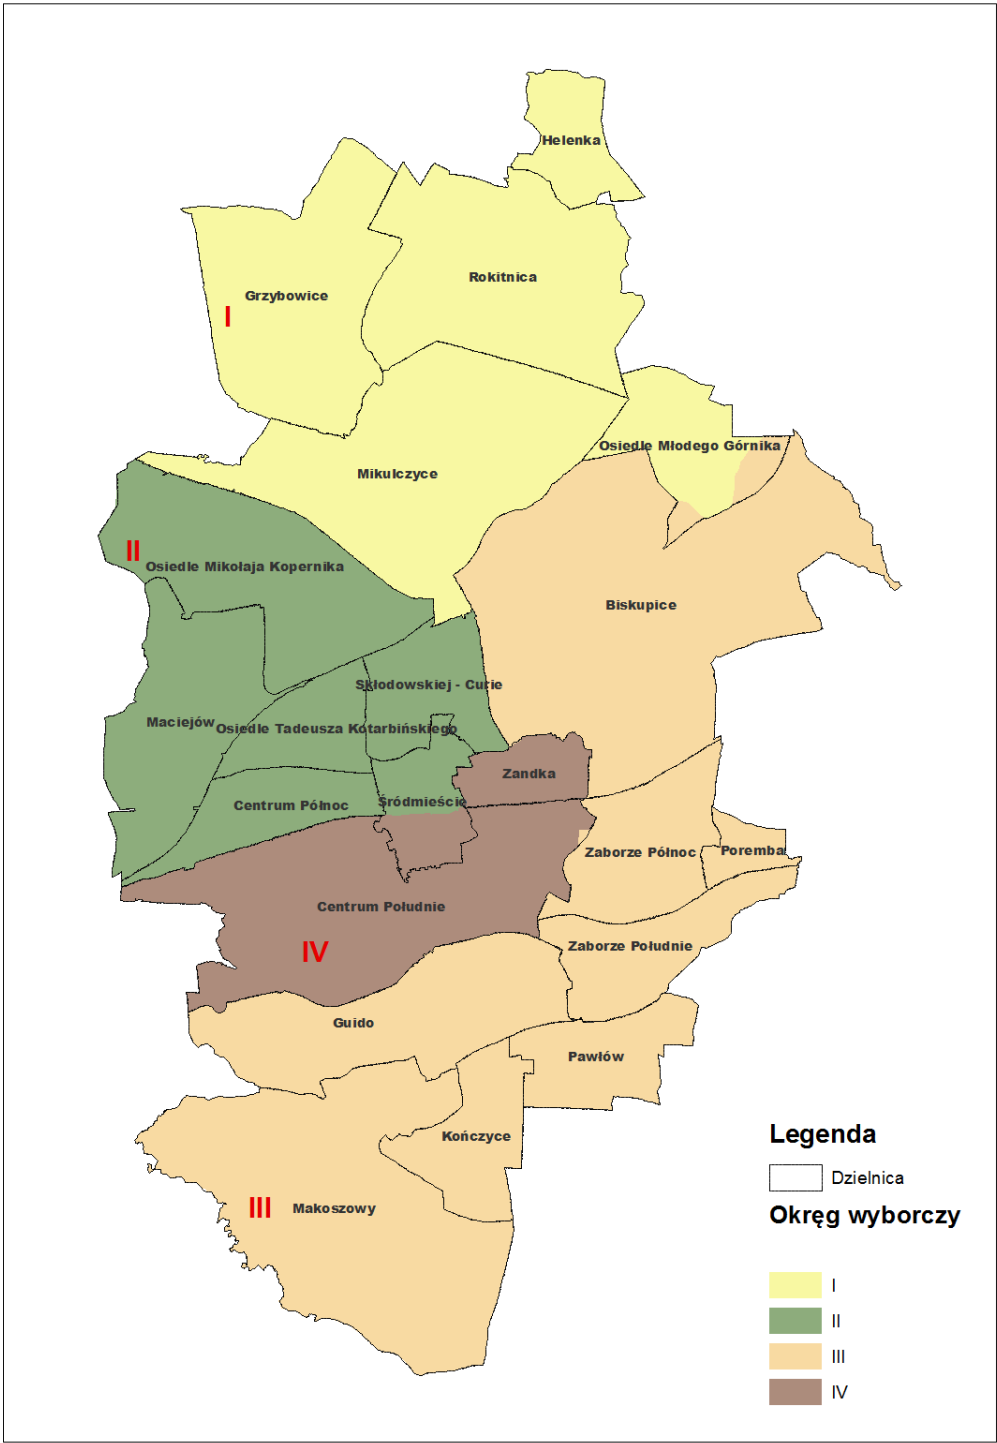 Helenka
Rokitnica
Grzybowice
I
Osiedle Młodego Górnika
Mikulczyce
II
Osiedle Mikołaja Kopernika
Biskupice
Skłodowskiej - Curie
Maciejów
Osiedle Tadeusza Kotarbińskiego
Zandka
Centrum Północ
Śródmieście
Zaborze Północ
Poremba
Centrum Południe
Zaborze Południe
IV
Guido
Pawłów
Kończyce
III
Makoszowy
Legenda
Dzielnica
Okręg wyborczy
I
II
III
IV